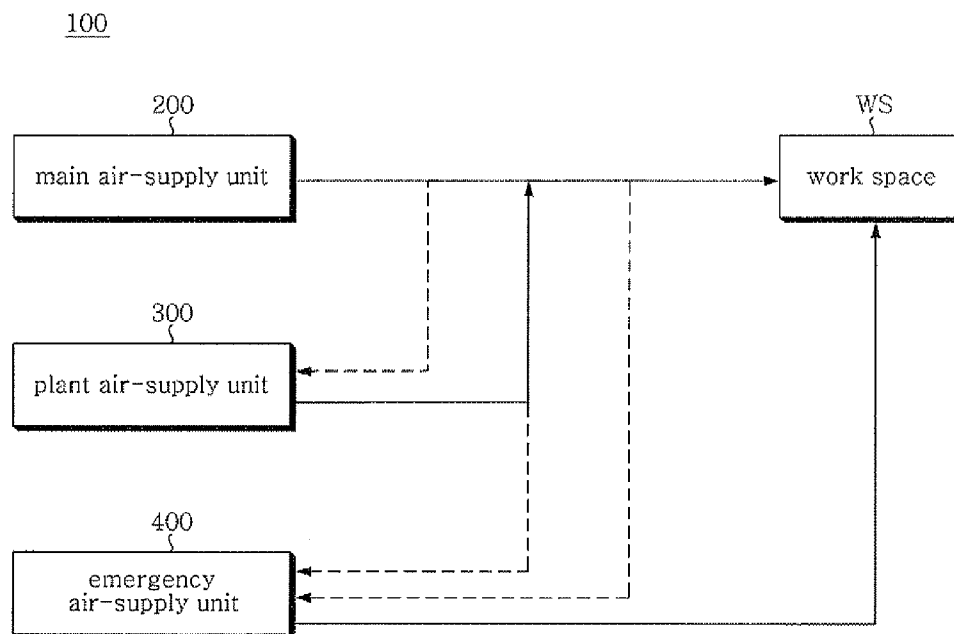 100
200
WS
main air-supply unit
work space
300
plant air-supply unit
400
emergency
air-supply unit